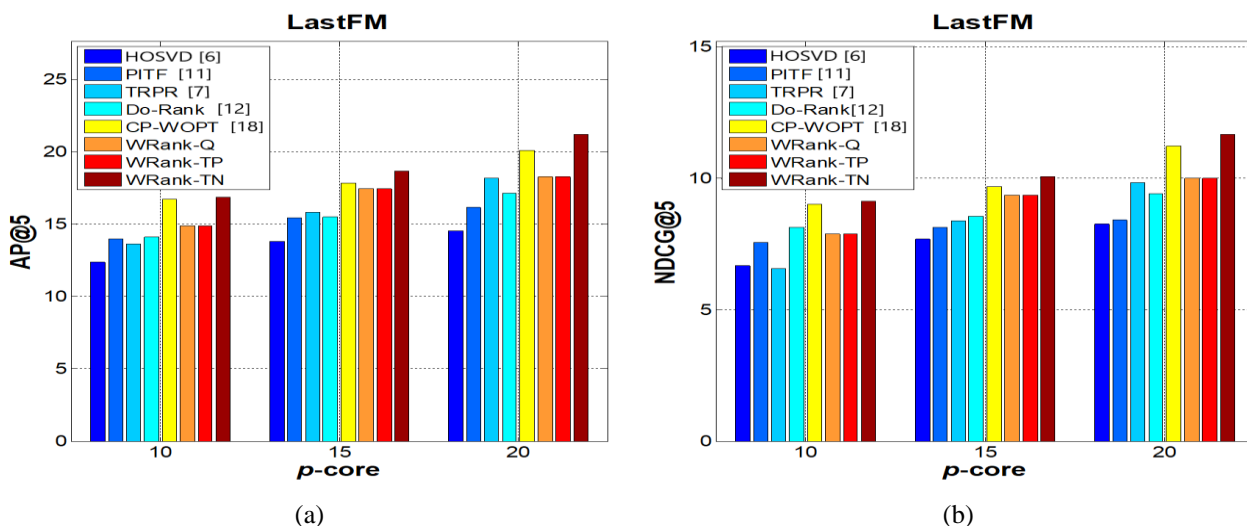 LastFM
HOSVD [6]
PITF [11]
TRPR [7]
Do-Rank [12]
CP-WOPT [18]
WRank-Q
WRank-TP
WRank-TN
25
20
15
10
5
0
AP@5
10 15 20
p-core
(a)
LastFM
HOSVD [6]
PITF [11]
TRPR [7]
Do-Rank[12]
CP-WOPT [18]
WRank-Q
WRank-TP
WRank-TN
15
10
5
0
NDCG@5
10 15 20
p-core
(b)